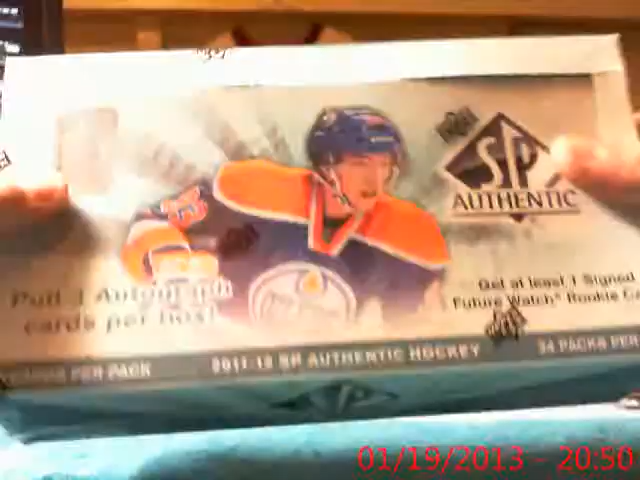 SP
AUTHENTIC
Pull 3 Autograph
cards per box!
Get at least 1 Signed
Future Watch® Rookie
PER PACK
2011-12 SP AUTHENTIC HOCKEY
24 PACKS PER
SP
01/19/2013 - 20:50